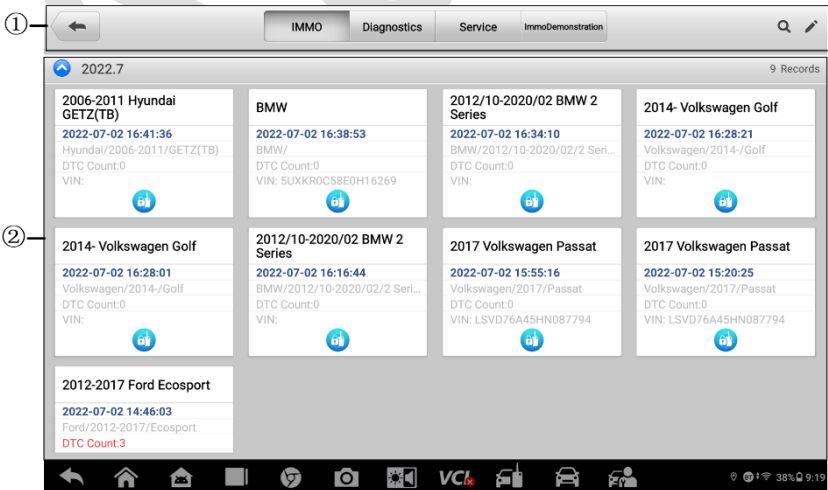 ①
IMMO Diagnostics Service ImmoDemonstration
2022.7 9 Records
2006-2011 Hyundai
GETZ(TB)
2022-07-02 16:41:36
Hyundai/2006-2011/GETZ(TB)
DTC Count:0
VIN:
BMW
2022-07-02 16:38:53
BMW/
DTC Count:0
VIN: 5UXKR0C58E0H16269
2012/10-2020/02 BMW 2
Series
2022-07-02 16:34:10
BMW/2012/10-2020/02/2 Seri...
DTC Count:0
VIN:
2014- Volkswagen Golf
2022-07-02 16:28:21
Volkswagen/2014-/Golf
DTC Count:0
VIN:
②
2014- Volkswagen Golf
2022-07-02 16:28:01
Volkswagen/2014-/Golf
DTC Count:0
VIN:
2012/10-2020/02 BMW 2
Series
2022-07-02 16:16:44
BMW/2012/10-2020/02/2 Seri...
DTC Count:0
VIN:
2017 Volkswagen Passat
2022-07-02 15:55:16
Volkswagen/2017/Passat
DTC Count:0
VIN: LSVD76A45HN087794
2017 Volkswagen Passat
2022-07-02 15:20:25
Volkswagen/2017/Passat
DTC Count:0
VIN: LSVD76A45HN087794
2012-2017 Ford Ecosport
2022-07-02 14:46:03
Ford/2012-2017/Ecosport
DTC Count:3
VCI 38% 9:19